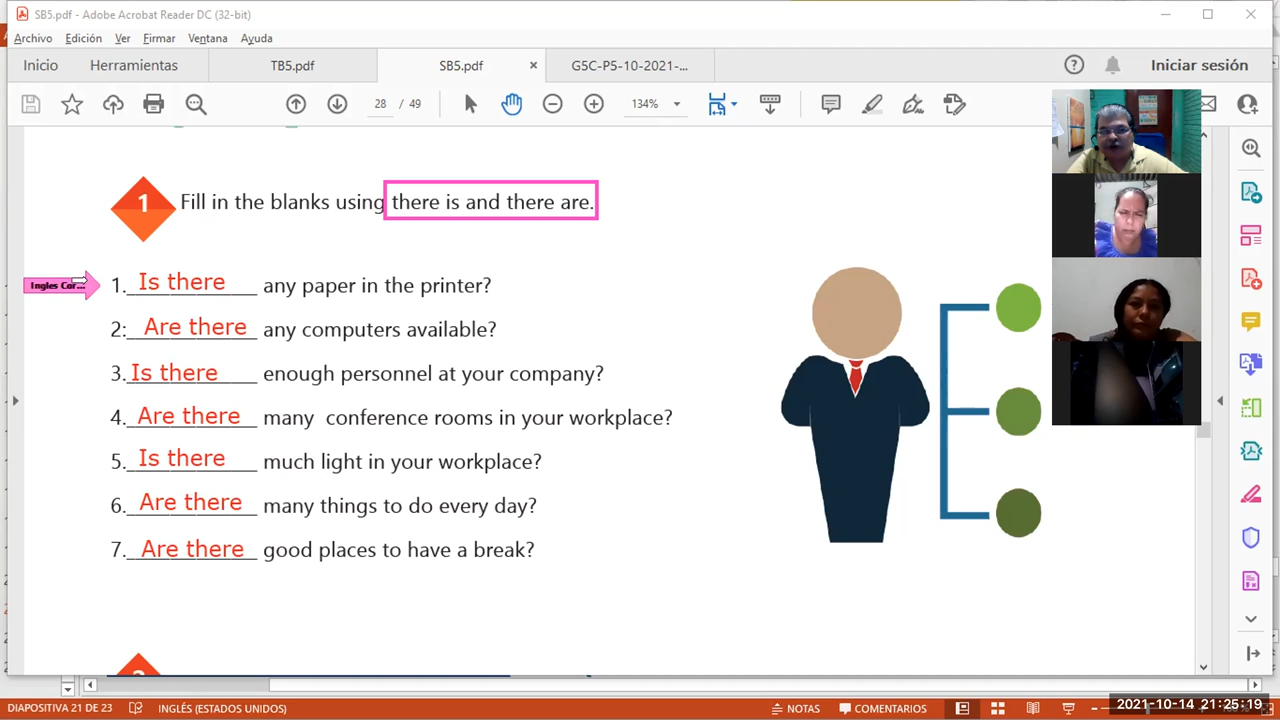 SB5.pdf - Adobe Acrobat Reader DC (32-bit)
Archivo Edición Ver Firmar Ventana Ayuda
Inicio Herramientas TB5.pdf SB5.pdf × G5C-P5-10-2021-... Iniciar sesión
28 / 49 134%
1 Fill in the blanks using there is and there are.
Ingles Cor...
1. Is there any paper in the printer?
2: Are there any computers available?
3. Is there enough personnel at your company?
4. Are there many conference rooms in your workplace?
5. Is there much light in your workplace?
6. Are there many things to do every day?
7. Are there good places to have a break?
DIAPOSITIVA 21 DE 23 INGLÉS (ESTADOS UNIDOS) NOTAS COMENTARIOS
2021-10-14 21:25:19